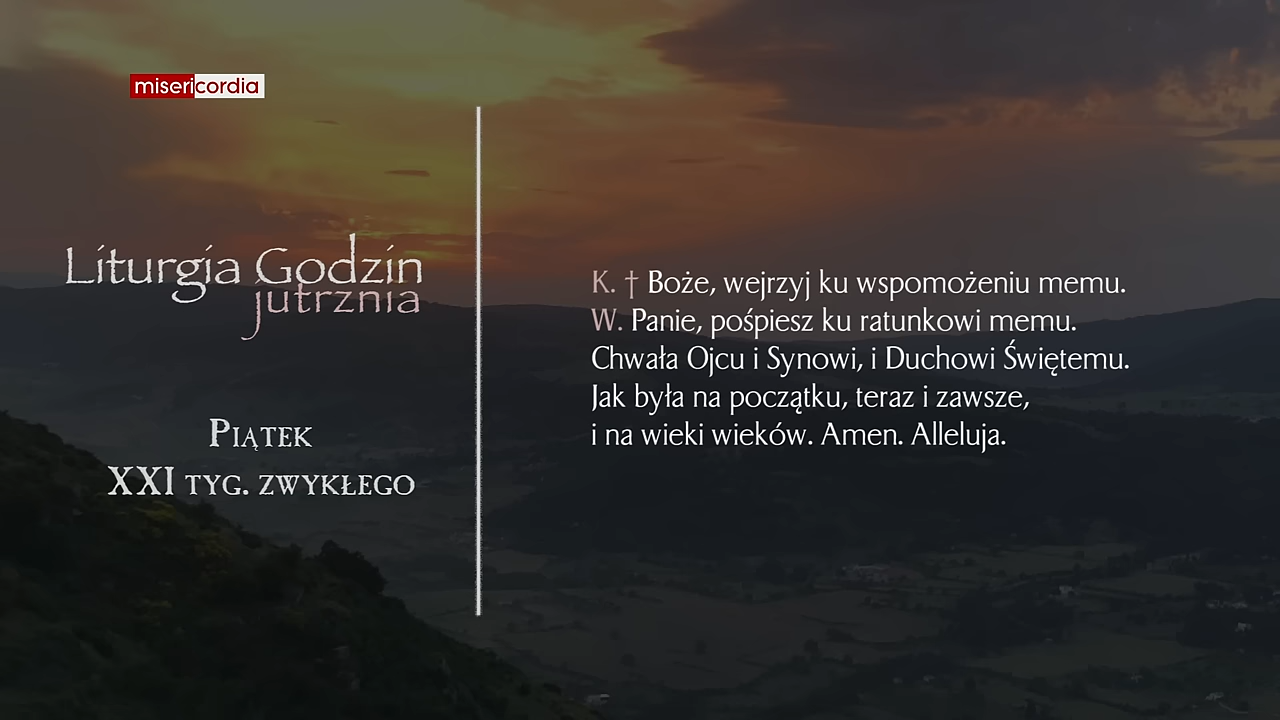 misericordia
Liturgia Godzin
jutrznia
Piątek
XXI tyg. zwykłego
K. † Boże, wejrzyj ku wspomożeniu memu.
W. Panie, pośpiesz ku ratunkowi memu.
Chwała Ojcu i Synowi, i Duchowi Świętemu.
Jak była na początku, teraz i zawsze,
i na wieki wieków. Amen. Alleluja.